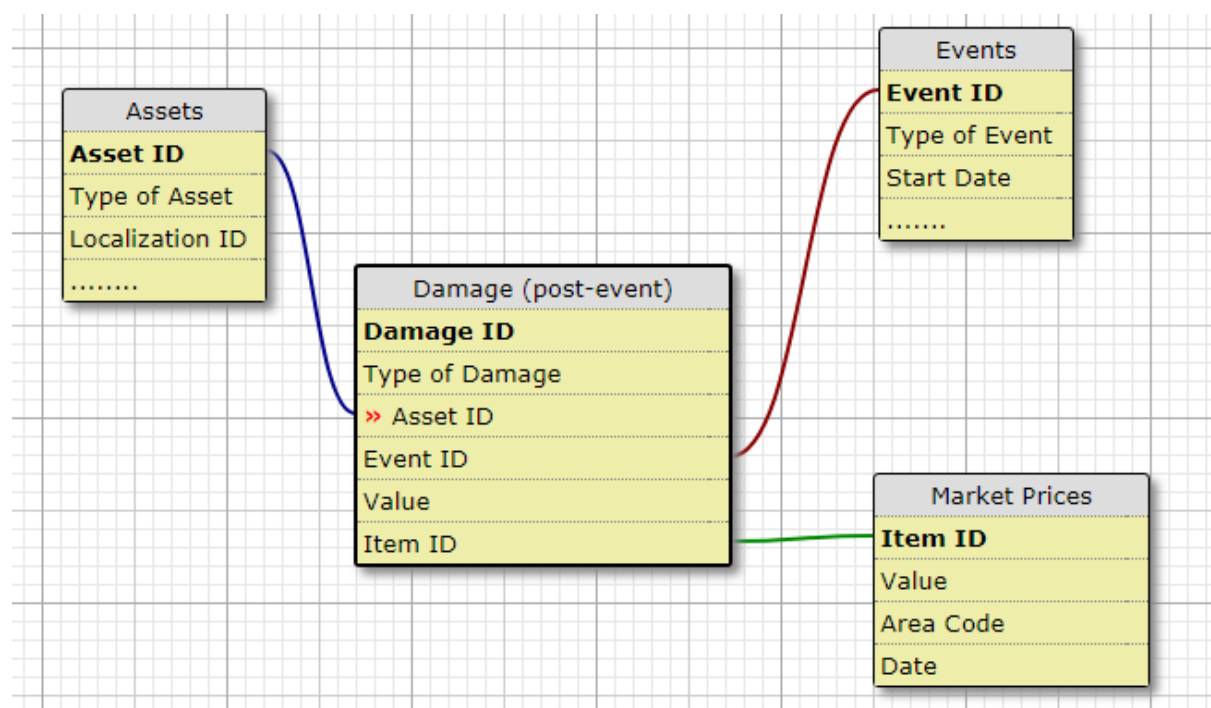 Assets
Asset ID
Type of Asset
Localization ID
........
Damage (post-event)
Damage ID
Type of Damage
» Asset ID
Event ID
Value
Item ID
Events
Event ID
Type of Event
Start Date
.......
Market Prices
Item ID
Value
Area Code
Date